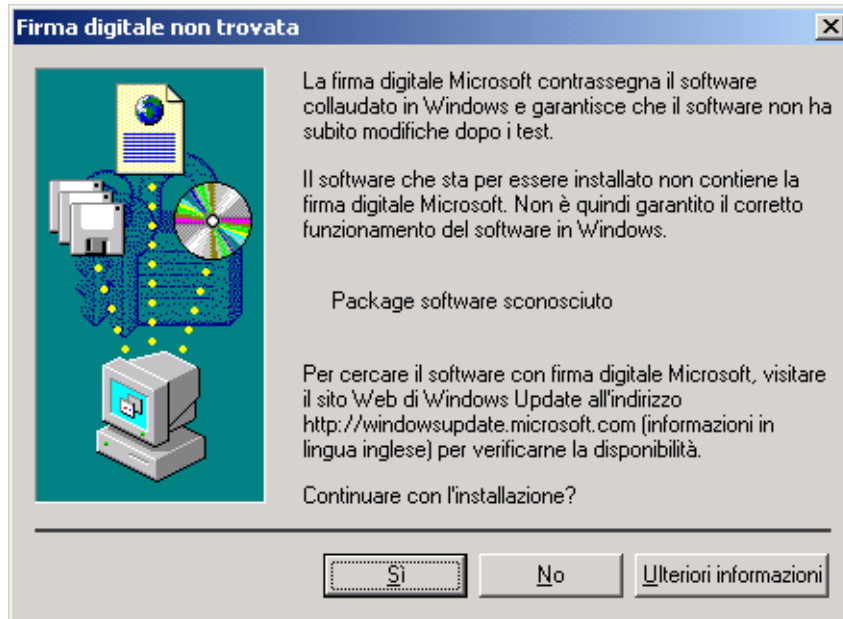 Firma digitale non trovata
La firma digitale Microsoft contrassegna il software
collaudato in Windows e garantisce che il software non ha
subito modifiche dopo i test.
Il software che sta per essere installato non contiene la
firma digitale Microsoft. Non è quindi garantito il corretto
funzionamento del software in Windows.
Package software sconosciuto
Per cercare il software con firma digitale Microsoft, visitare
il sito Web di Windows Update all'indirizzo
http://windowsupdate.microsoft.com (informazioni in
lingua inglese) per verificarne la disponibilità.
Continuare con l'installazione?
Sì No Ulteriori informazioni